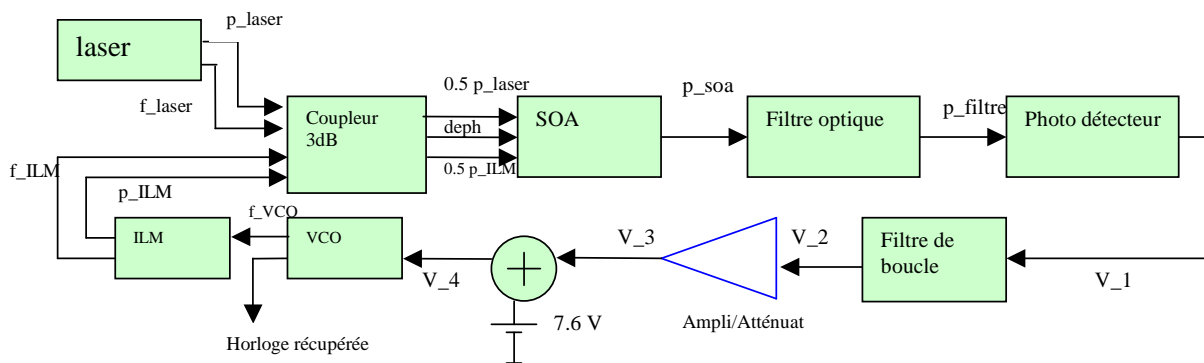 p_laser
laser
f_laser
0.5 p_laser
p_soa
Coupleur
3dB
deph
SOA
Filtre optique
p_filtre
Photo détecteur
0.5 p_ILM
f_ILM
p_ILM
f_VCO
ILM
VCO
V_4
V_3
V_2
Filtre de
boucle
V_1
7.6 V
Ampli/Atténuat
Horloge récupérée